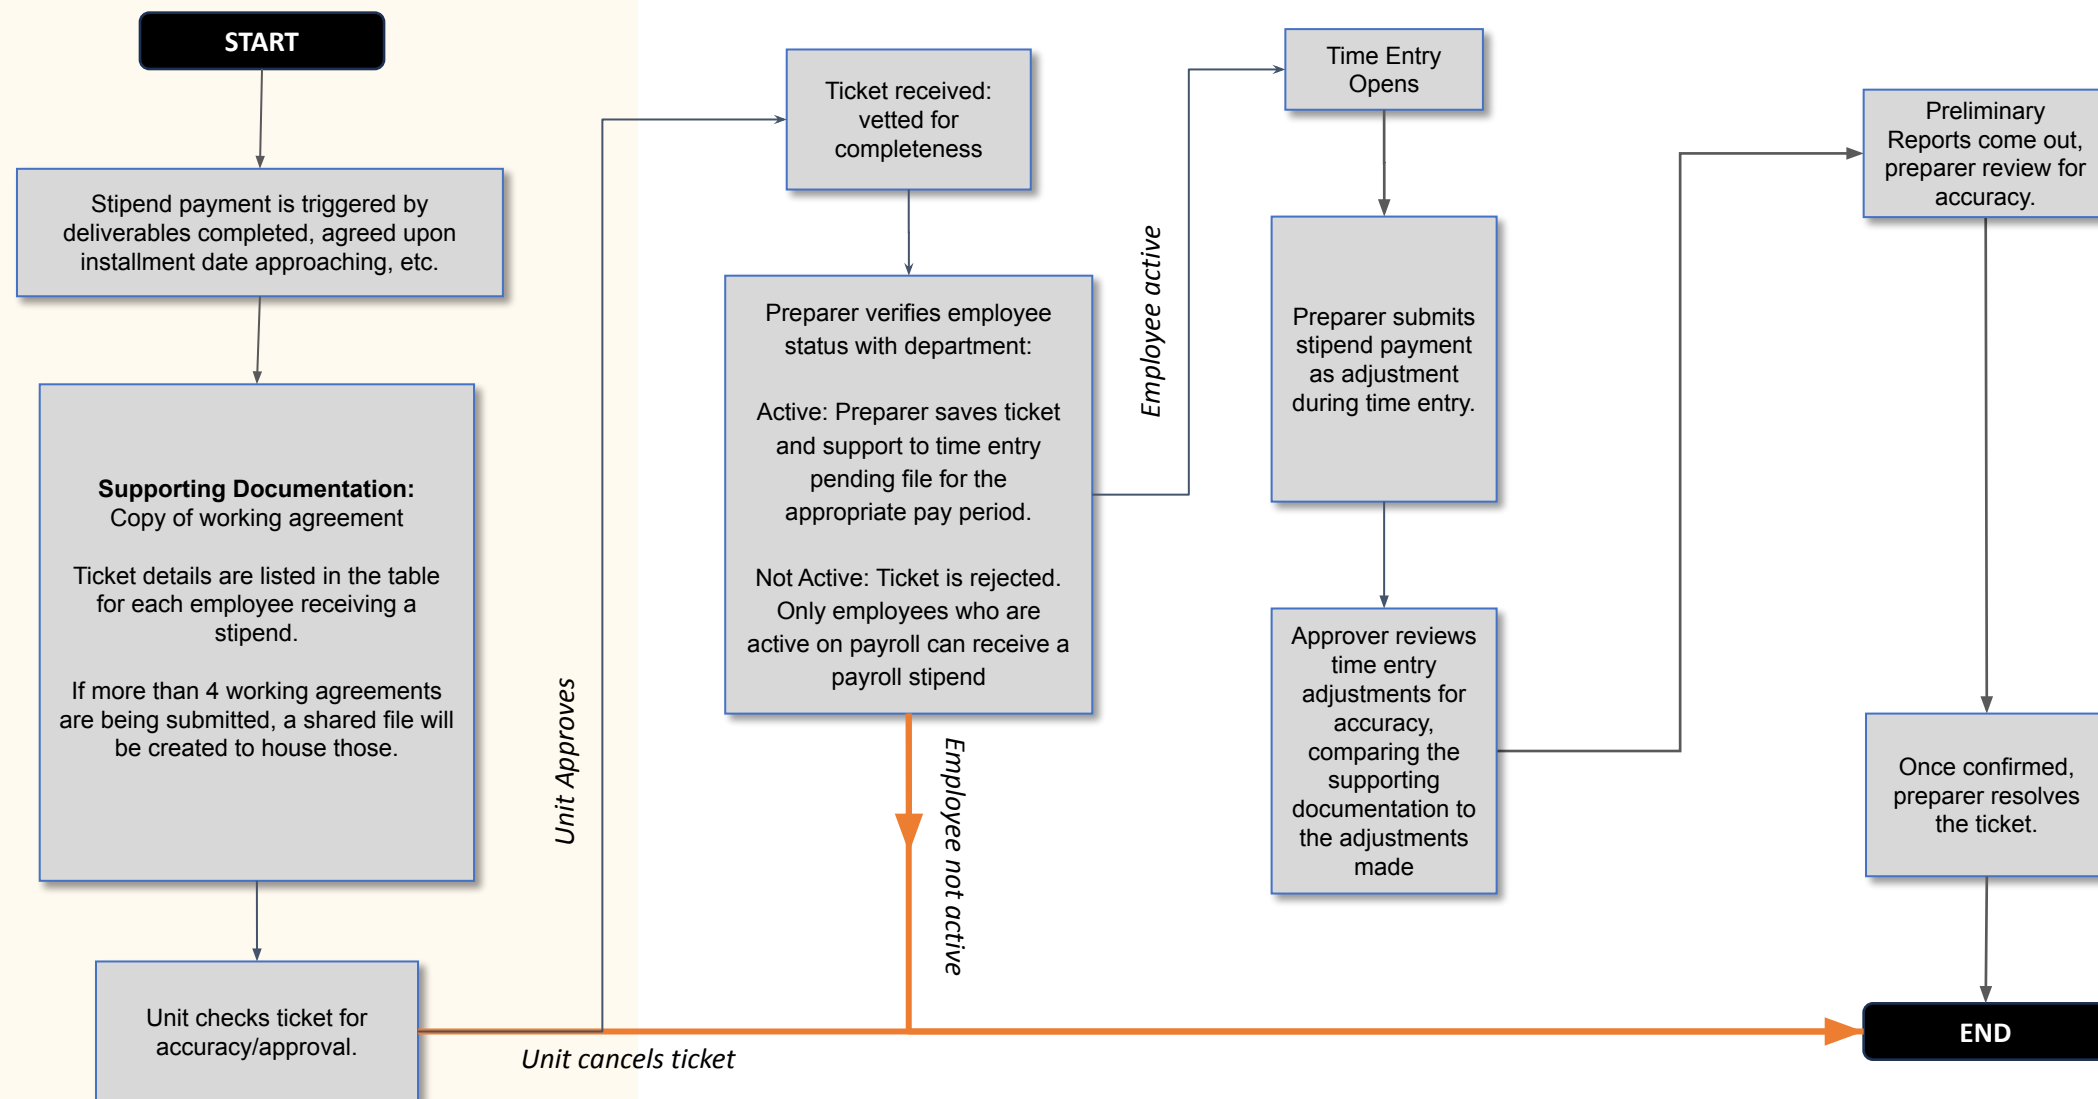 START
Stipend payment is triggered by
deliverables completed, agreed upon
installment date approaching, etc.
Supporting Documentation:
Copy of working agreement
Ticket details are listed in the table
for each employee receiving a
stipend.
If more than 4 working agreements
are being submitted, a shared file will
be created to house those.
Unit checks ticket for
accuracy/approval.
Unit Approves
Unit cancels ticket
Ticket received:
vetted for
completeness
Preparer verifies employee
status with department:
Active: Preparer saves ticket
and support to time entry
pending file for the
appropriate pay period.
Not Active: Ticket is rejected.
Only employees who are
active on payroll can receive a
payroll stipend
Employee not active
Employee active
Time Entry
Opens
Preparer submits
stipend payment
as adjustment
during time entry.
Approver reviews
time entry
adjustments for
accuracy,
comparing the
supporting
documentation to
the adjustments
made
Preliminary
Reports come out,
preparer review for
accuracy.
Once confirmed,
preparer resolves
the ticket.
END